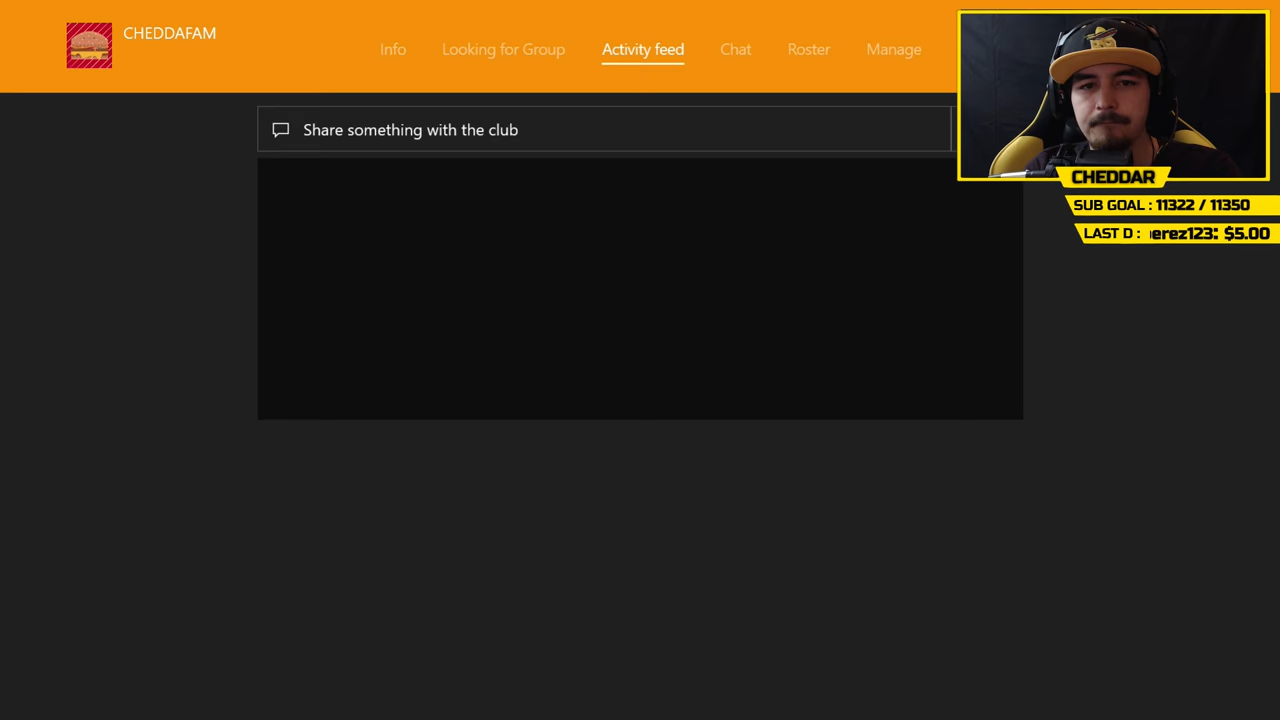 CHEDDAFAM
Info
Looking for Group
Activity feed
Chat
Roster
Manage
Share something with the club
CHEDDAR
SUB GOAL : 11322 / 11350
LAST D : erez123: $5.00